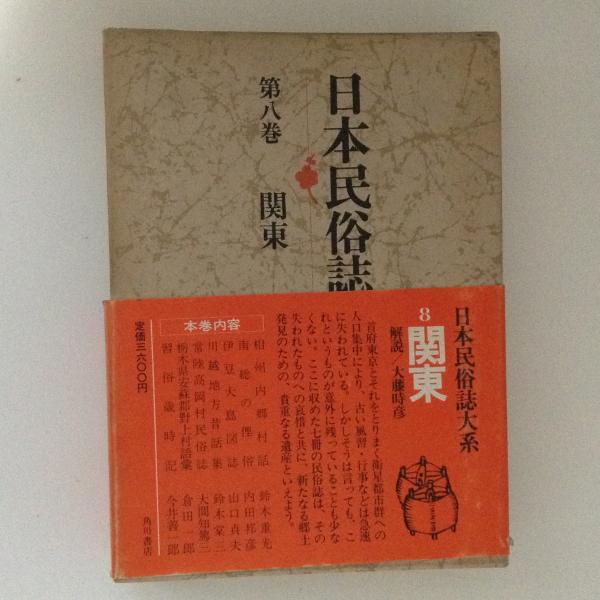 日本民俗誌
第八巻　関東
日本民俗誌大系
8
関東
解説/大藤時彦
首府東京とそれをとりまく衛星都市群への
人口集中により、古い風習・行事などは急速
に失われている。しかしそうは言っても、こ
れというものが意外に残っていることも少な
くない。ここに収めた七冊の民俗誌は、その
失われたものへの哀惜と共に、新たなる郷土
発見のための、貴重なる遺産といえよう。
本巻内容
相州内郷村話　鈴木重光
南総の俚俗　内田邦彦
伊豆大島図誌　山口貞夫
川越地方昔話集　鈴木棠三
常陸高岡村民俗誌　大間知篤三
栃木県安蘇郡野上村語彙　倉田一郎
習俗歳時記　今井善一郎
定価三六〇〇円
角川書店